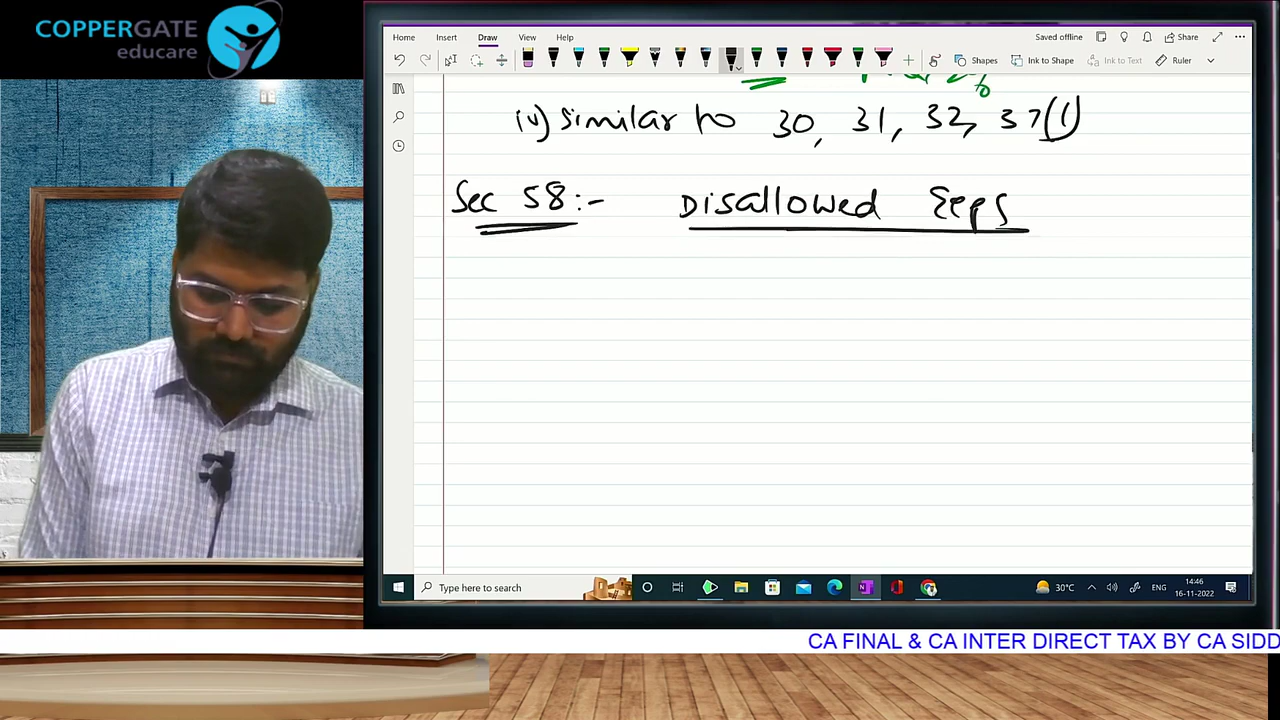 COPPERGATE
educare
Home Insert Draw View Help
Saved offline
Share
Shapes
Ink to Shape
Ink to Text
Ruler
iv) Similar to 30, 31, 32, 37(1)
Sec 58:- Disallowed Exps
Type here to search
30°C
ENG
14:46
16-11-2022
CA FINAL & CA INTER DIRECT TAX BY CA SIDD